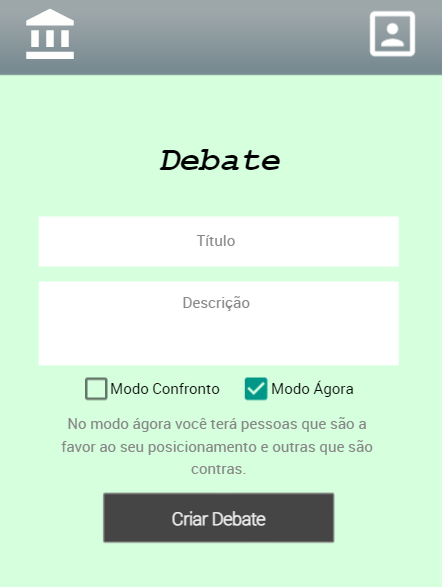 Debate
Título
Descrição
Modo Confronto
Modo Ágora
No modo ágora você terá pessoas que são a
favor ao seu posicionamento e outras que são
contras.
Criar Debate